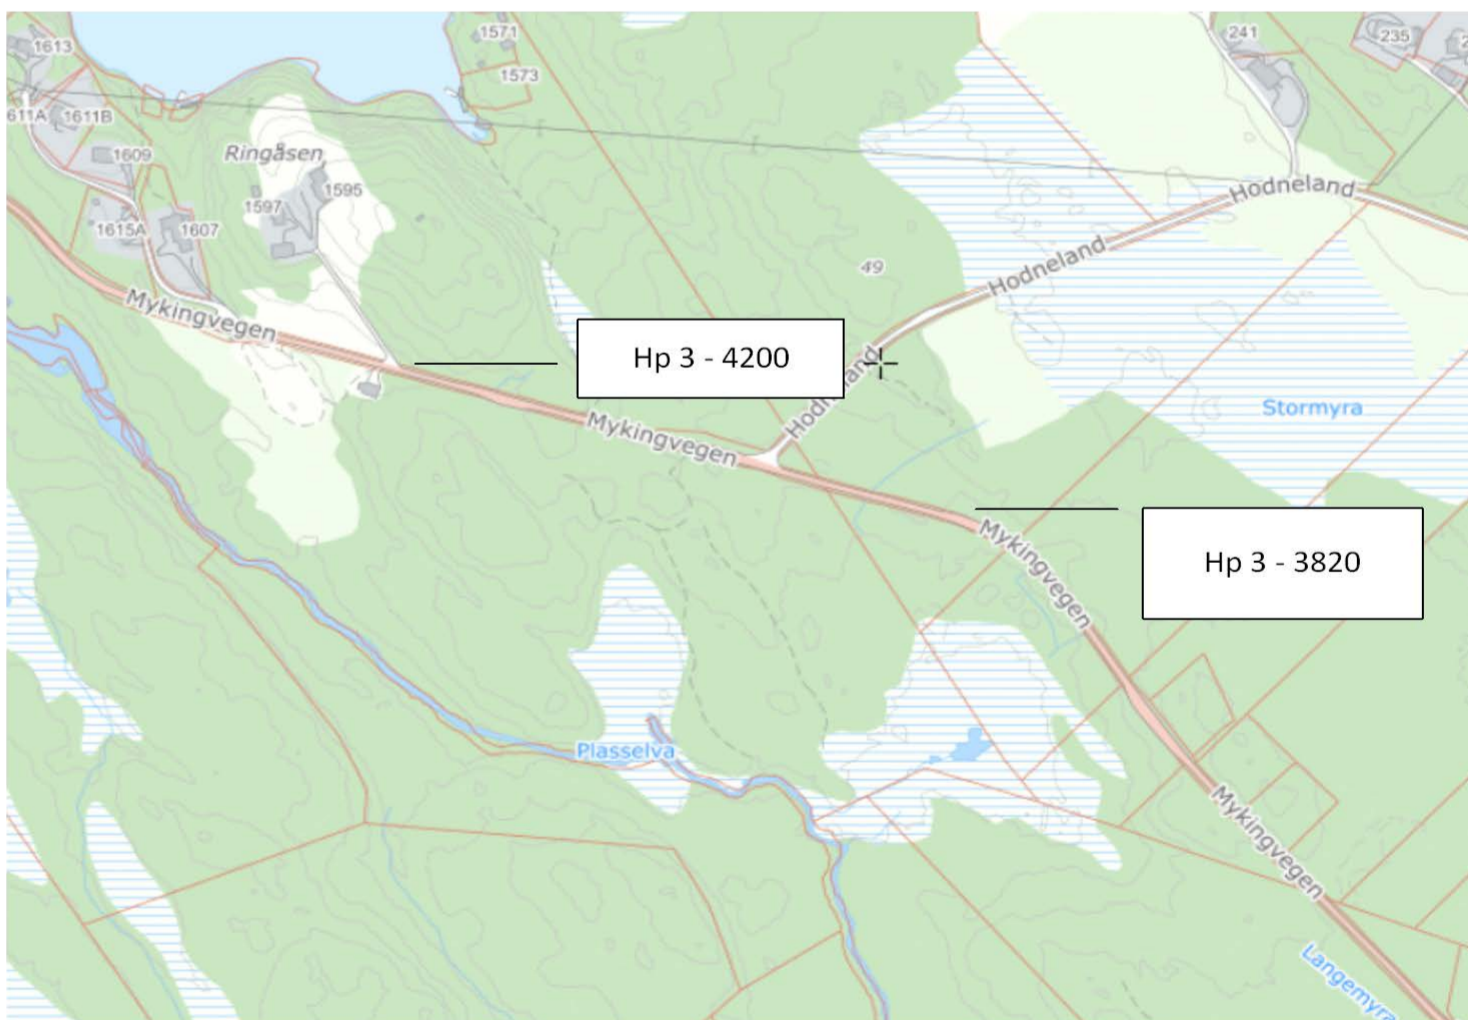 1613
1571
241
235
1573
611A
1611B
1609
Ringåsen
1595
1597
1615A
1607
Hodneland
Hodneland
49
Mykingvegen
Hp 3 - 4200
Stormyra
Mykingvegen
Mykingvegen
Hp 3 - 3820
Plasselva
Mykingvegen
Langemyra